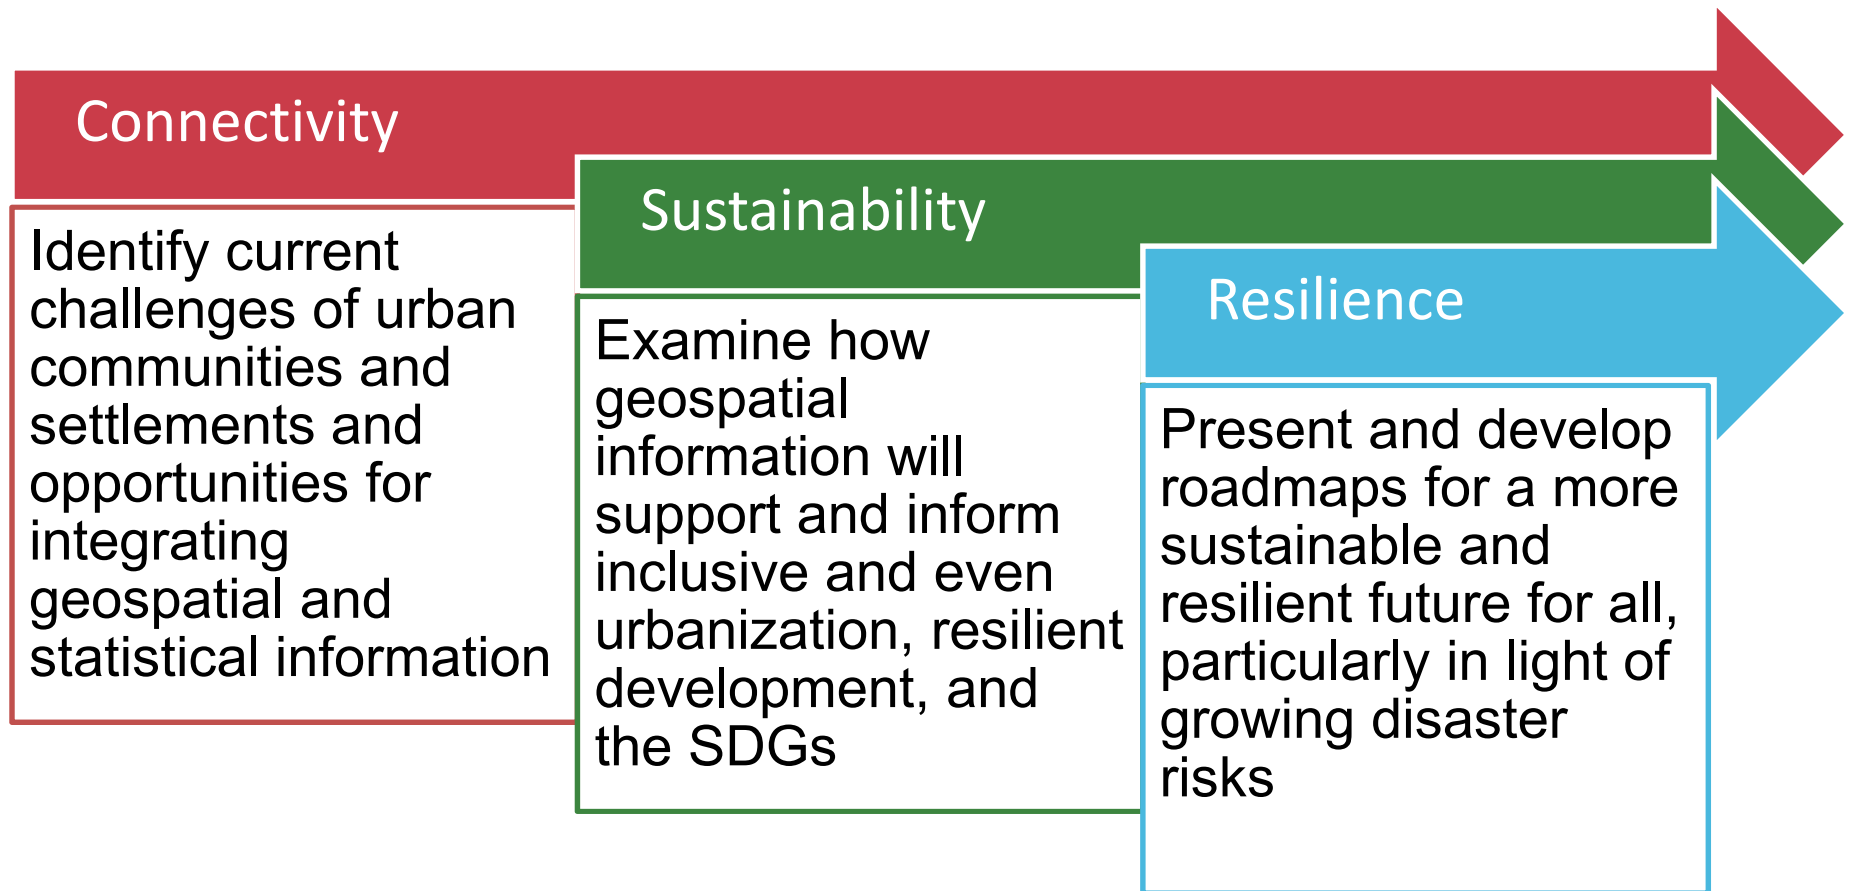 Connectivity
Identify current
challenges of urban
communities and
settlements and
opportunities for
integrating
geospatial and
statistical information
Sustainability
Examine how
geospatial
information will
support and inform
inclusive and even
urbanization, resilient
development, and
the SDGs
Resilience
Present and develop
roadmaps for a more
sustainable and
resilient future for all,
particularly in light of
growing disaster
risks